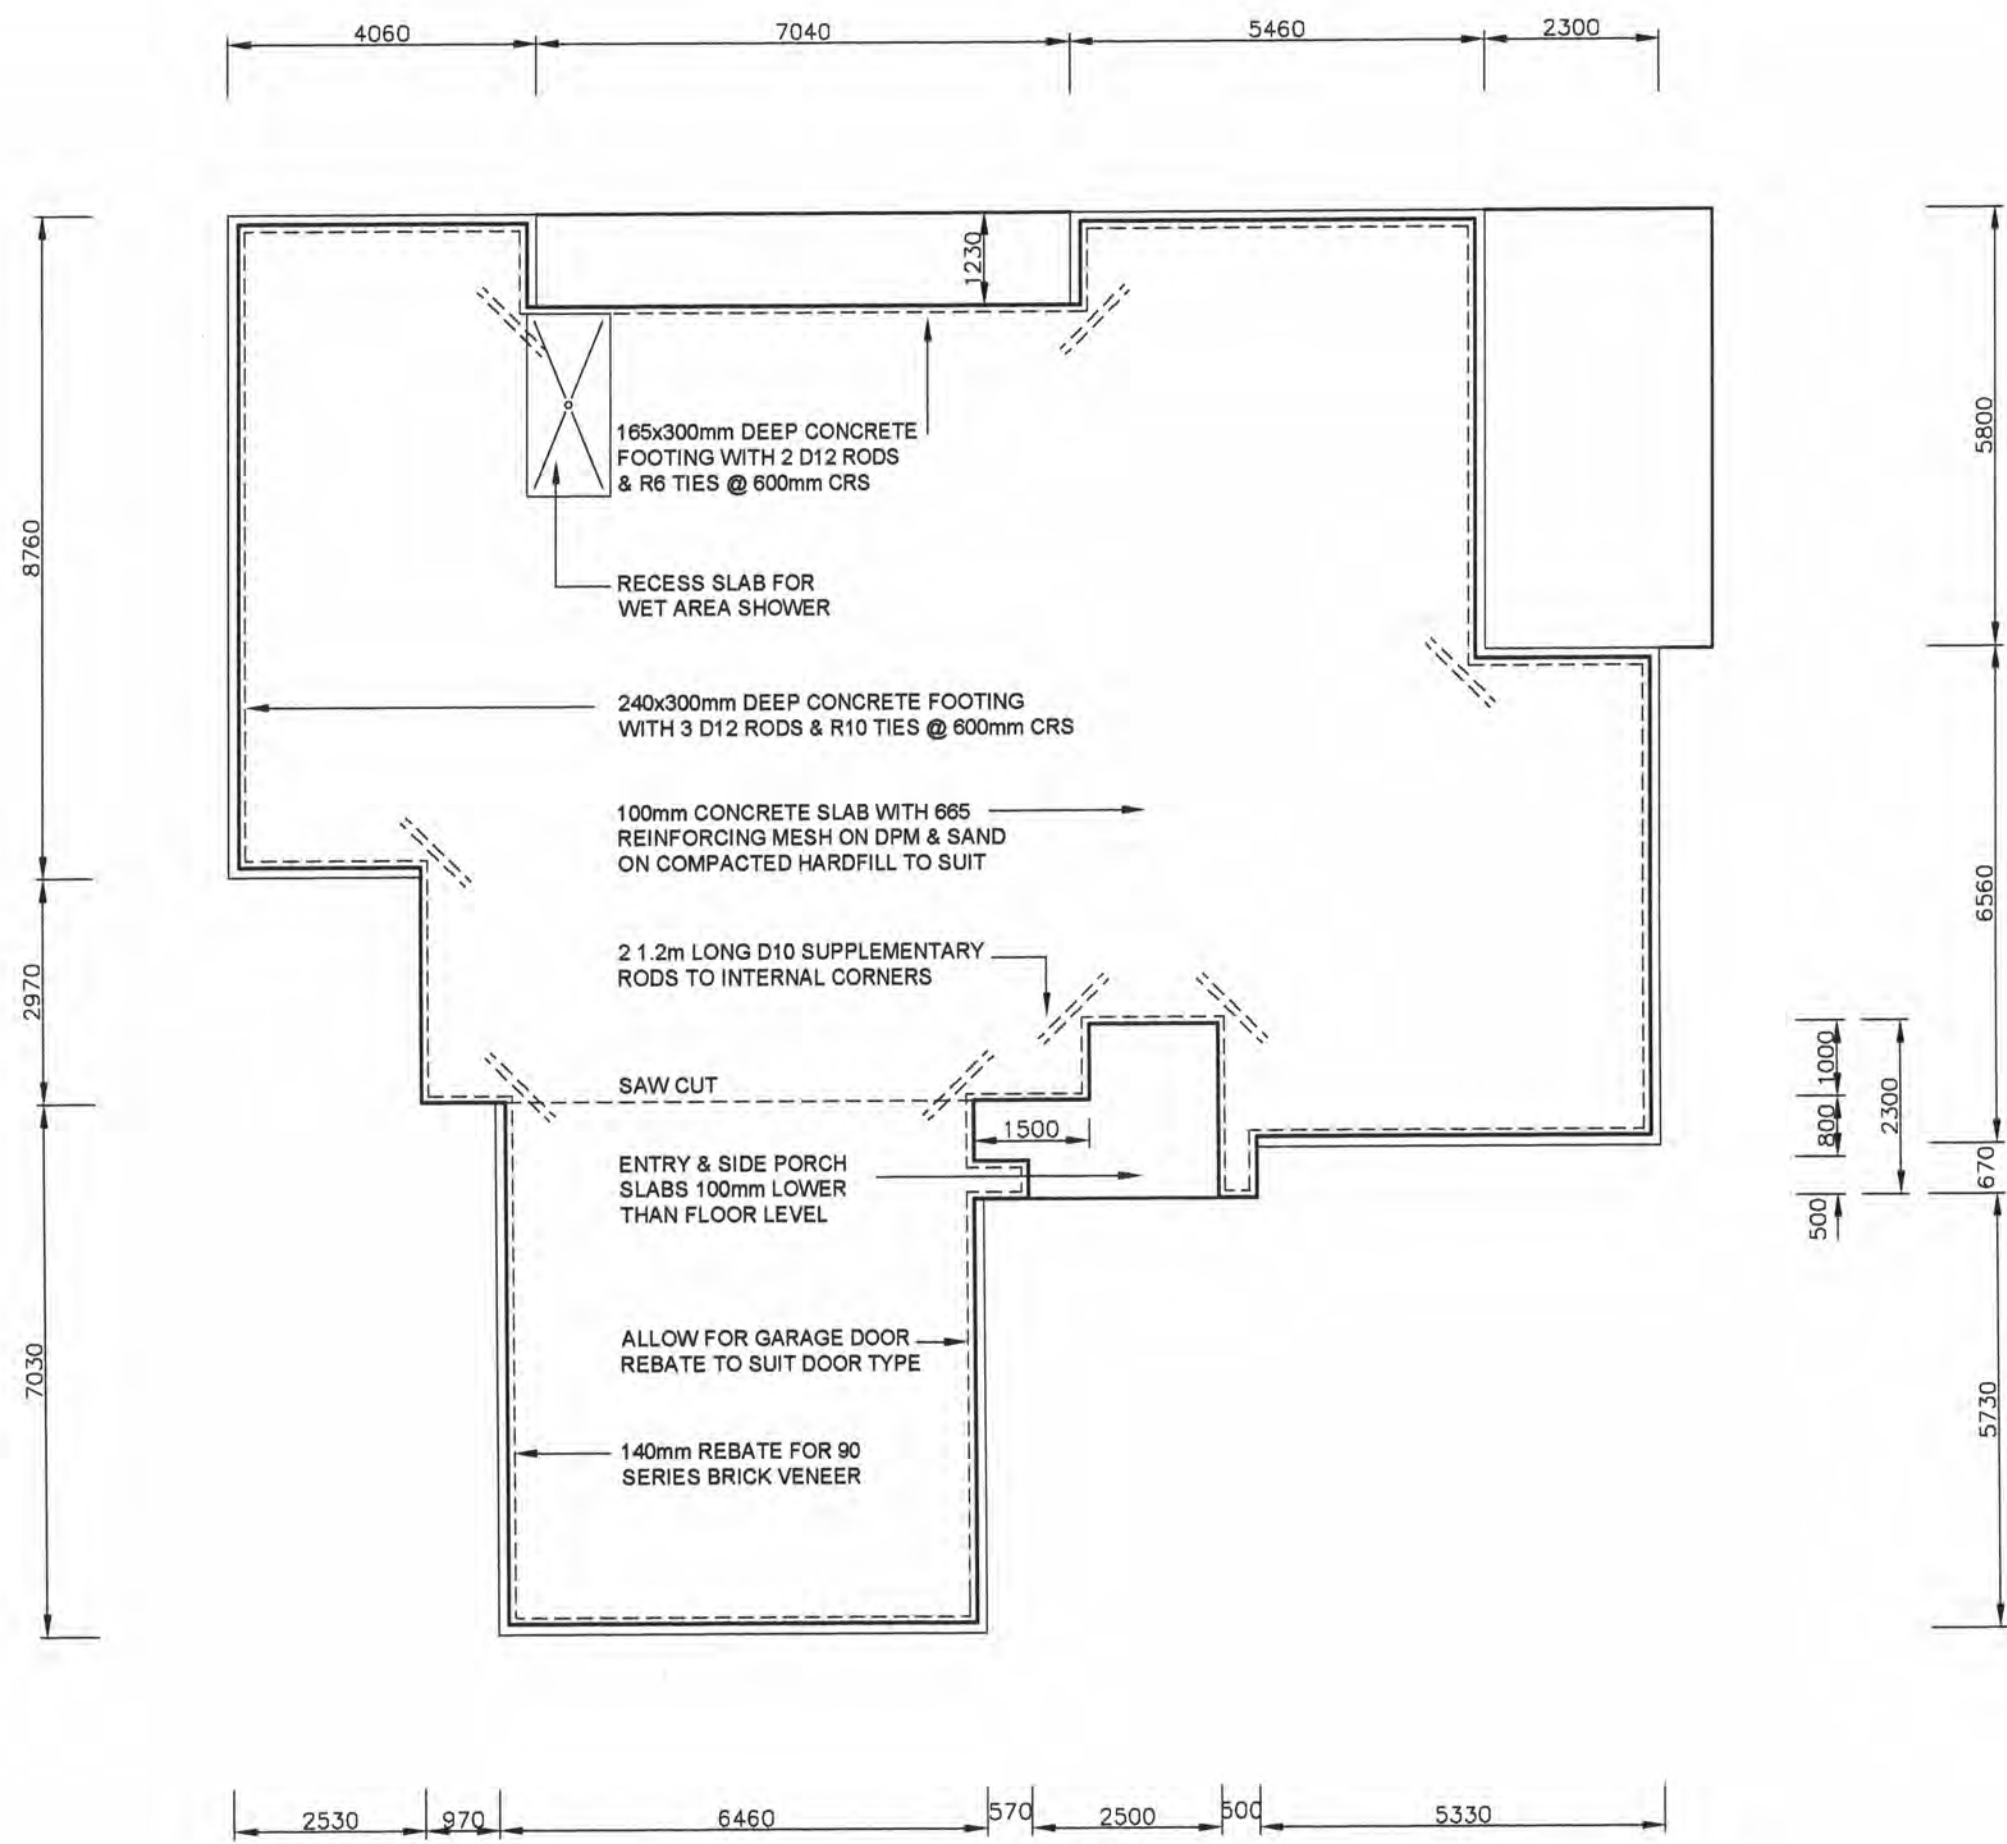 4060
7040
5460
2300
1230
165x300mm DEEP CONCRETE
FOOTING WITH 2 D12 RODS
& R6 TIES @ 600mm CRS
5800
8760
RECESS SLAB FOR
WET AREA SHOWER
240x300mm DEEP CONCRETE FOOTING
WITH 3 D12 RODS & R10 TIES @ 600mm CRS
100mm CONCRETE SLAB WITH 665
REINFORCING MESH ON DPM & SAND
ON COMPACTED HARDFILL TO SUIT
6560
2970
2 1.2m LONG D10 SUPPLEMENTARY
RODS TO INTERNAL CORNERS
SAW CUT
1000
2300
800
1500
ENTRY & SIDE PORCH
SLABS 100mm LOWER
THAN FLOOR LEVEL
670
500
7030
ALLOW FOR GARAGE DOOR
REBATE TO SUIT DOOR TYPE
5730
140mm REBATE FOR 90
SERIES BRICK VENEER
2530
970
6460
570
2500
500
5330